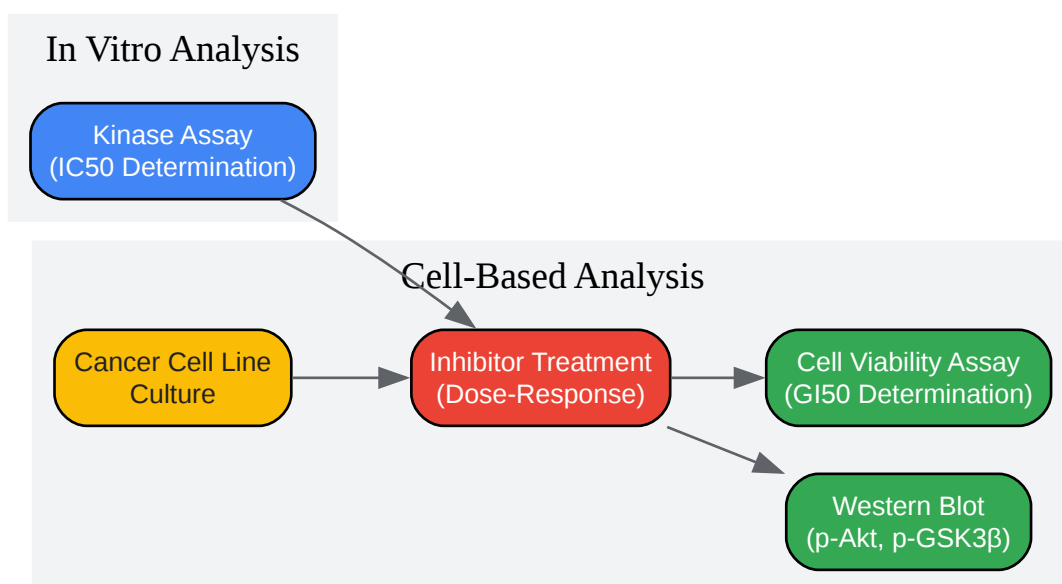 In Vitro Analysis
Kinase Assay
(IC50 Determination)
Cell-Based Analysis
Cancer Cell Line
Culture
Inhibitor Treatment
(Dose-Response)
Cell Viability Assay
(GI50 Determination)
Western Blot
(p-Akt, p-GSK3β)